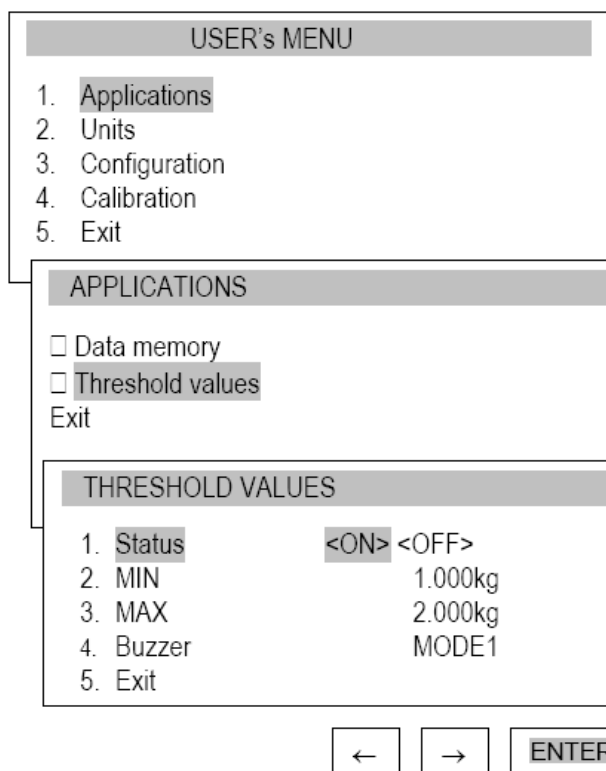 USER's MENU
1. Applications
2. Units
3. Configuration
4. Calibration
5. Exit
APPLICATIONS
□ Data memory
□ Threshold values
Exit
THRESHOLD VALUES
1. Status <ON> <OFF>
2. MIN 1.000kg
3. MAX 2.000kg
4. Buzzer MODE1
5. Exit
← → ENTER